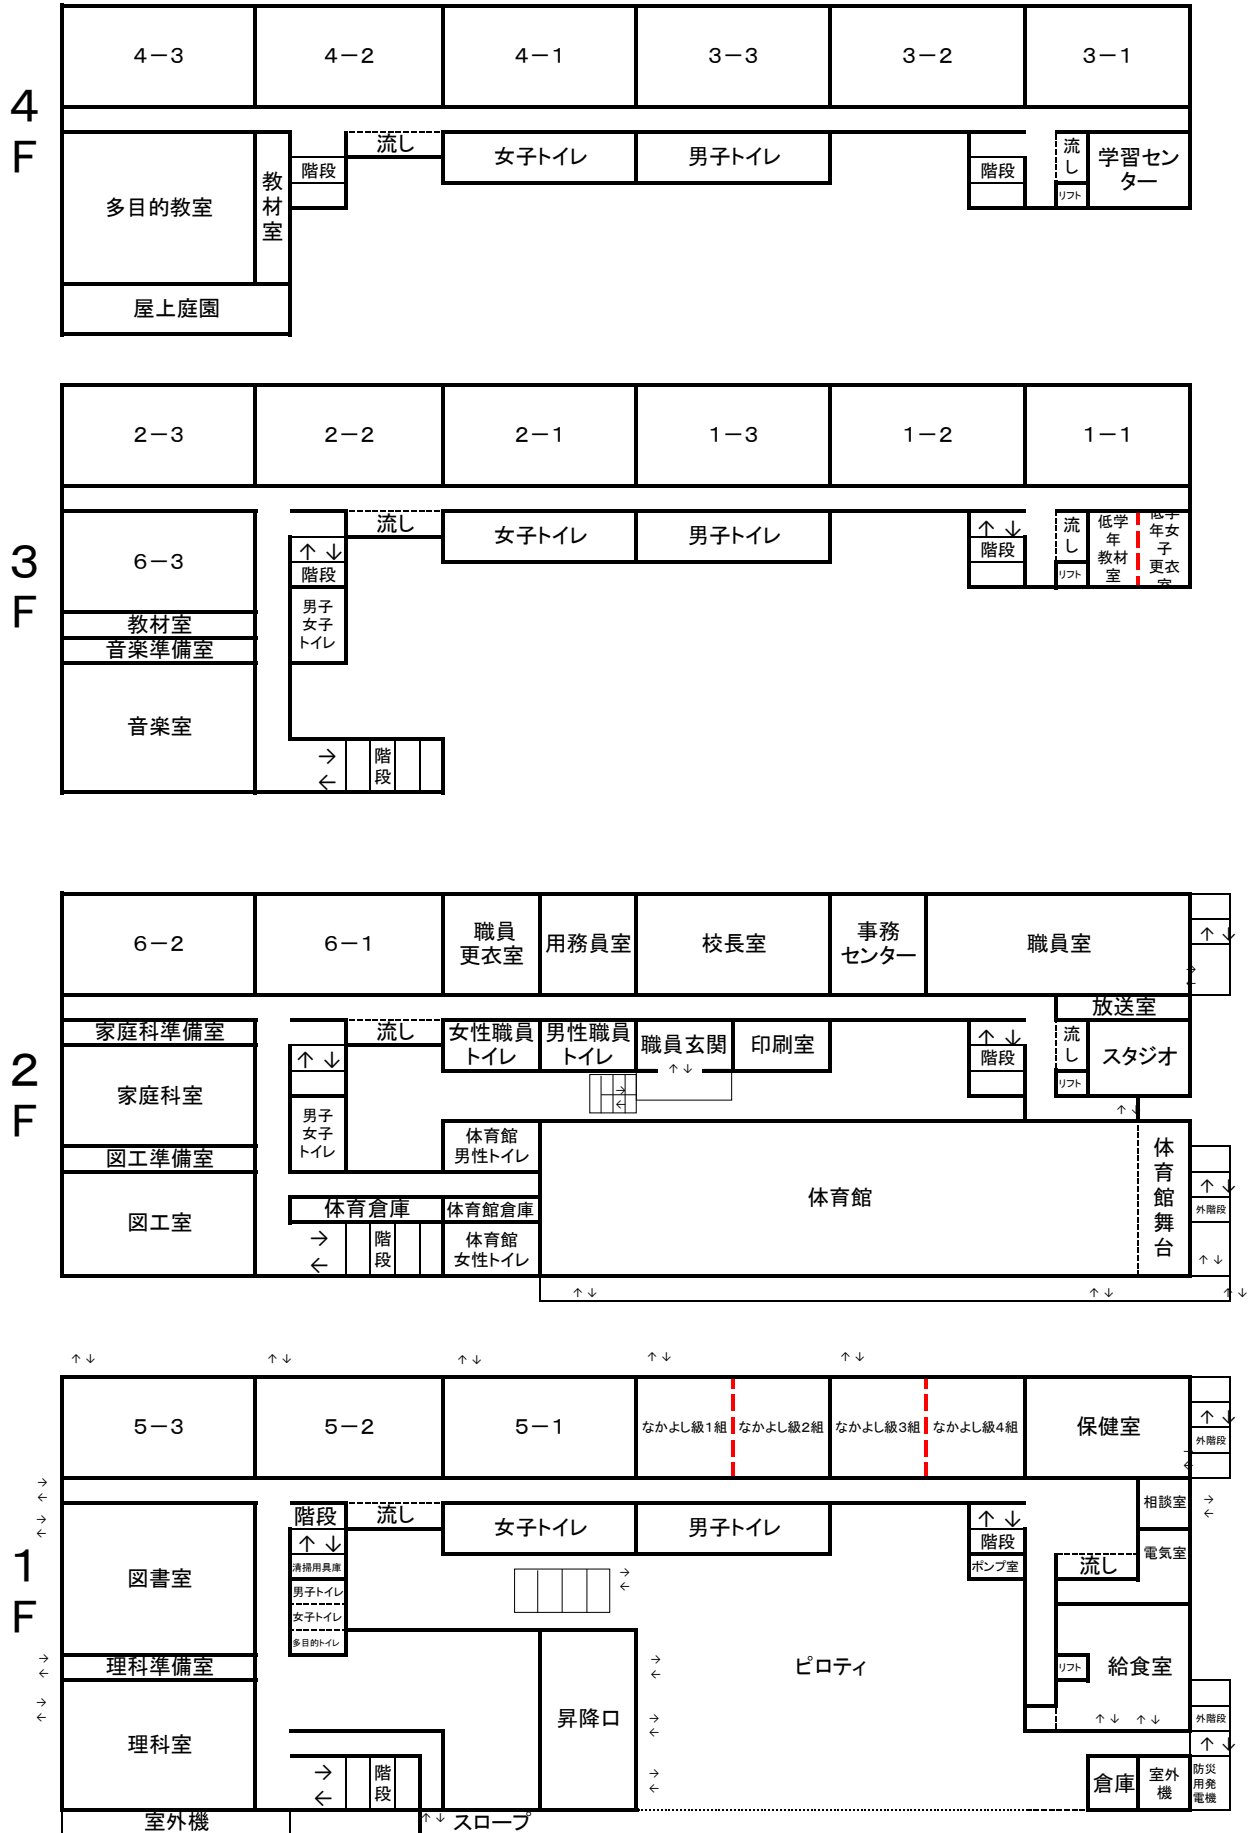 4F
4－3
4－2
4－1
3－3
3－2
3－1
流し
女子トイレ
男子トイレ
階段
階段
流し
リフト
学習セン
ター
多目的教室
教材室
屋上庭園
3F
2－3
2－2
2－1
1－3
1－2
1－1
6－3
流し
女子トイレ
男子トイレ
↑ ↓
階段
↑ ↓
階段
流し
リフト
低学
年
教材
室
低学
年女
子
更衣
室
男子
女子
トイレ
教材室
音楽準備室
音楽室
→
←
階段
2F
6－2
6－1
職員
更衣室
用務員室
校長室
事務
センター
職員室
↑ ↓
→
←
放送室
家庭科準備室
流し
女性職員
トイレ
男性職員
トイレ
職員玄関
↑ ↓
印刷室
↑ ↓
階段
流し
リフト
スタジオ
↑ ↓
家庭科室
→
←
↑ ↓
男子
女子
トイレ
体育館
男性トイレ
図工準備室
体育館
体育館舞台
↑ ↓
外階段
↑ ↓
図工室
体育倉庫
体育館倉庫
→
←
階段
体育館
女性トイレ
↑ ↓
↑ ↓
↑ ↓
1F
↑ ↓
↑ ↓
↑ ↓
↑ ↓
↑ ↓
5－3
5－2
5－1
なかよし級1組
なかよし級2組
なかよし級3組
なかよし級4組
保健室
↑ ↓
外階段
→
←
→
←
→
←
相談室
→
←
図書室
階段
↑ ↓
清掃用具庫
男子トイレ
女子トイレ
多目的トイレ
流し
女子トイレ
男子トイレ
→
←
↑ ↓
階段
ポンプ室
流し
電気室
理科準備室
→
←
→
←
理科室
昇降口
→
←
→
←
→
←
ピロティ
リフト
給食室
↑ ↓
↑ ↓
外階段
↑ ↓
→
←
階段
倉庫
室外
機
防災
用発
電機
室外機
↑ ↓
スロープ